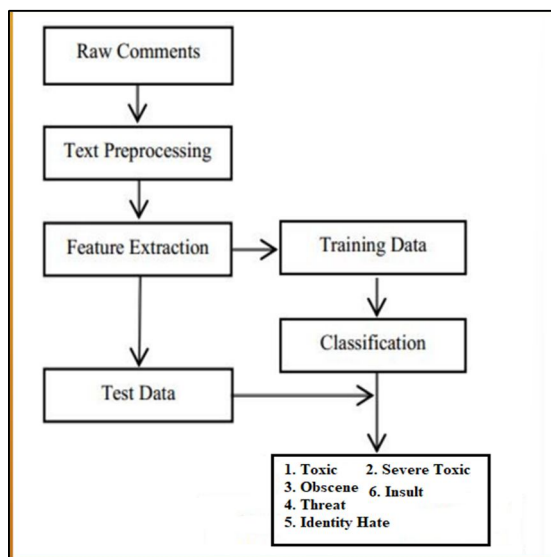 Raw Comments
Text Preprocessing
Feature Extraction
Training Data
Classification
Test Data
1. Toxic 2. Severe Toxic
3. Obscene 6. Insult
4. Threat
5. Identity Hate